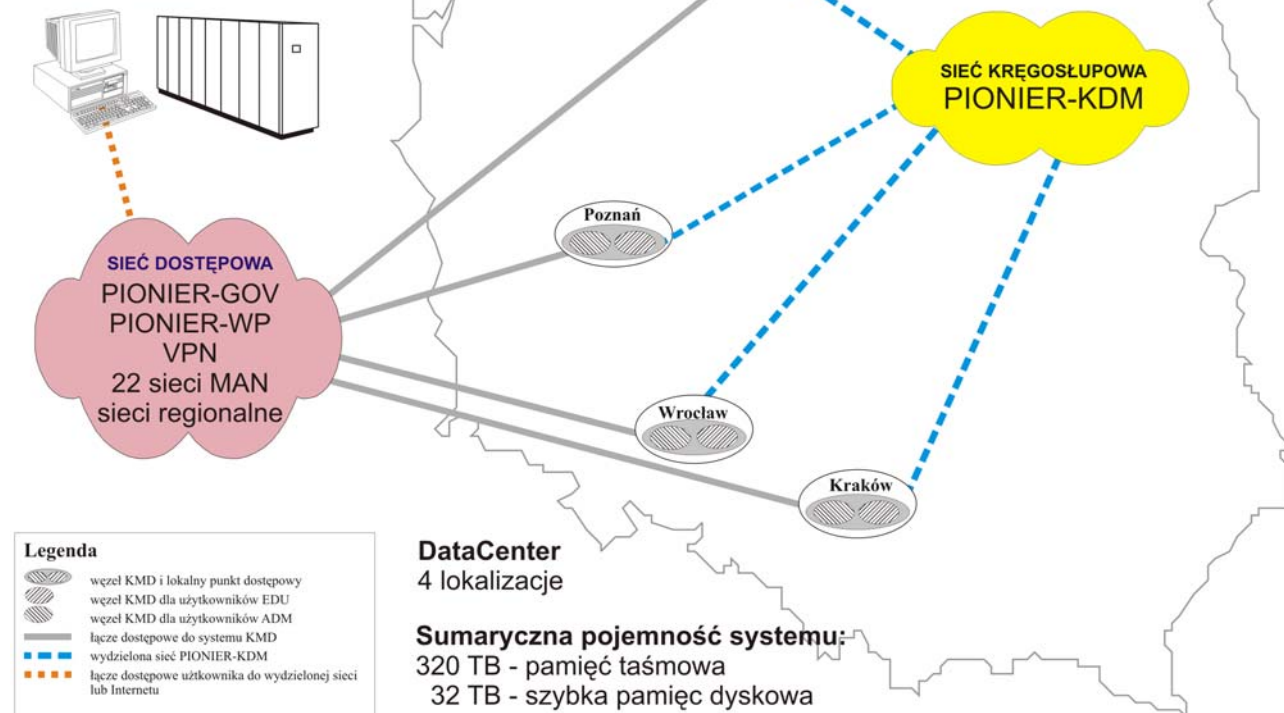 SIEĆ KRĘGOSŁUPOWA
PIONIER-KDM
Poznań
SIEĆ DOSTĘPOWA
PIONIER-GOV
PIONIER-WP
VPN
22 sieci MAN
sieci regionalne
Wrocław
Kraków
Legenda
węzeł KMD i lokalny punkt dostępowy
węzeł KMD dla użytkowników EDU
węzeł KMD dla użytkowników ADM
łącze dostępowe do systemu KMD
wydzielona sieć PIONIER-KDM
łącze dostępowe użtkownika do wydzielonej sieci
lub Internetu
DataCenter
4 lokalizacje
Sumaryczna pojemność systemu:
320 TB - pamięć taśmowa
32 TB - szybka pamięc dyskowa